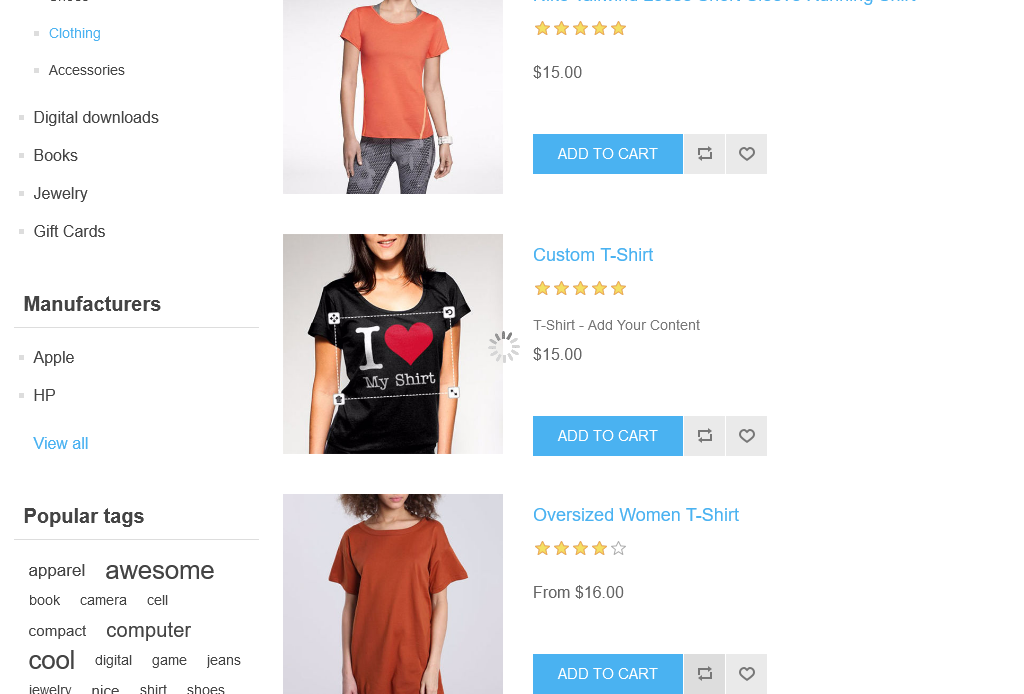 Clothing
Accessories
Digital downloads
Books
Jewelry
Gift Cards
Manufacturers
Apple
HP
View all
Popular tags
apparel awesome
book camera cell
compact computer
cool digital game jeans
jewelry nice shirt shoes
$15.00
ADD TO CART
Custom T-Shirt
I
My Shirt
T-Shirt - Add Your Content
$15.00
ADD TO CART
Oversized Women T-Shirt
From $16.00
ADD TO CART